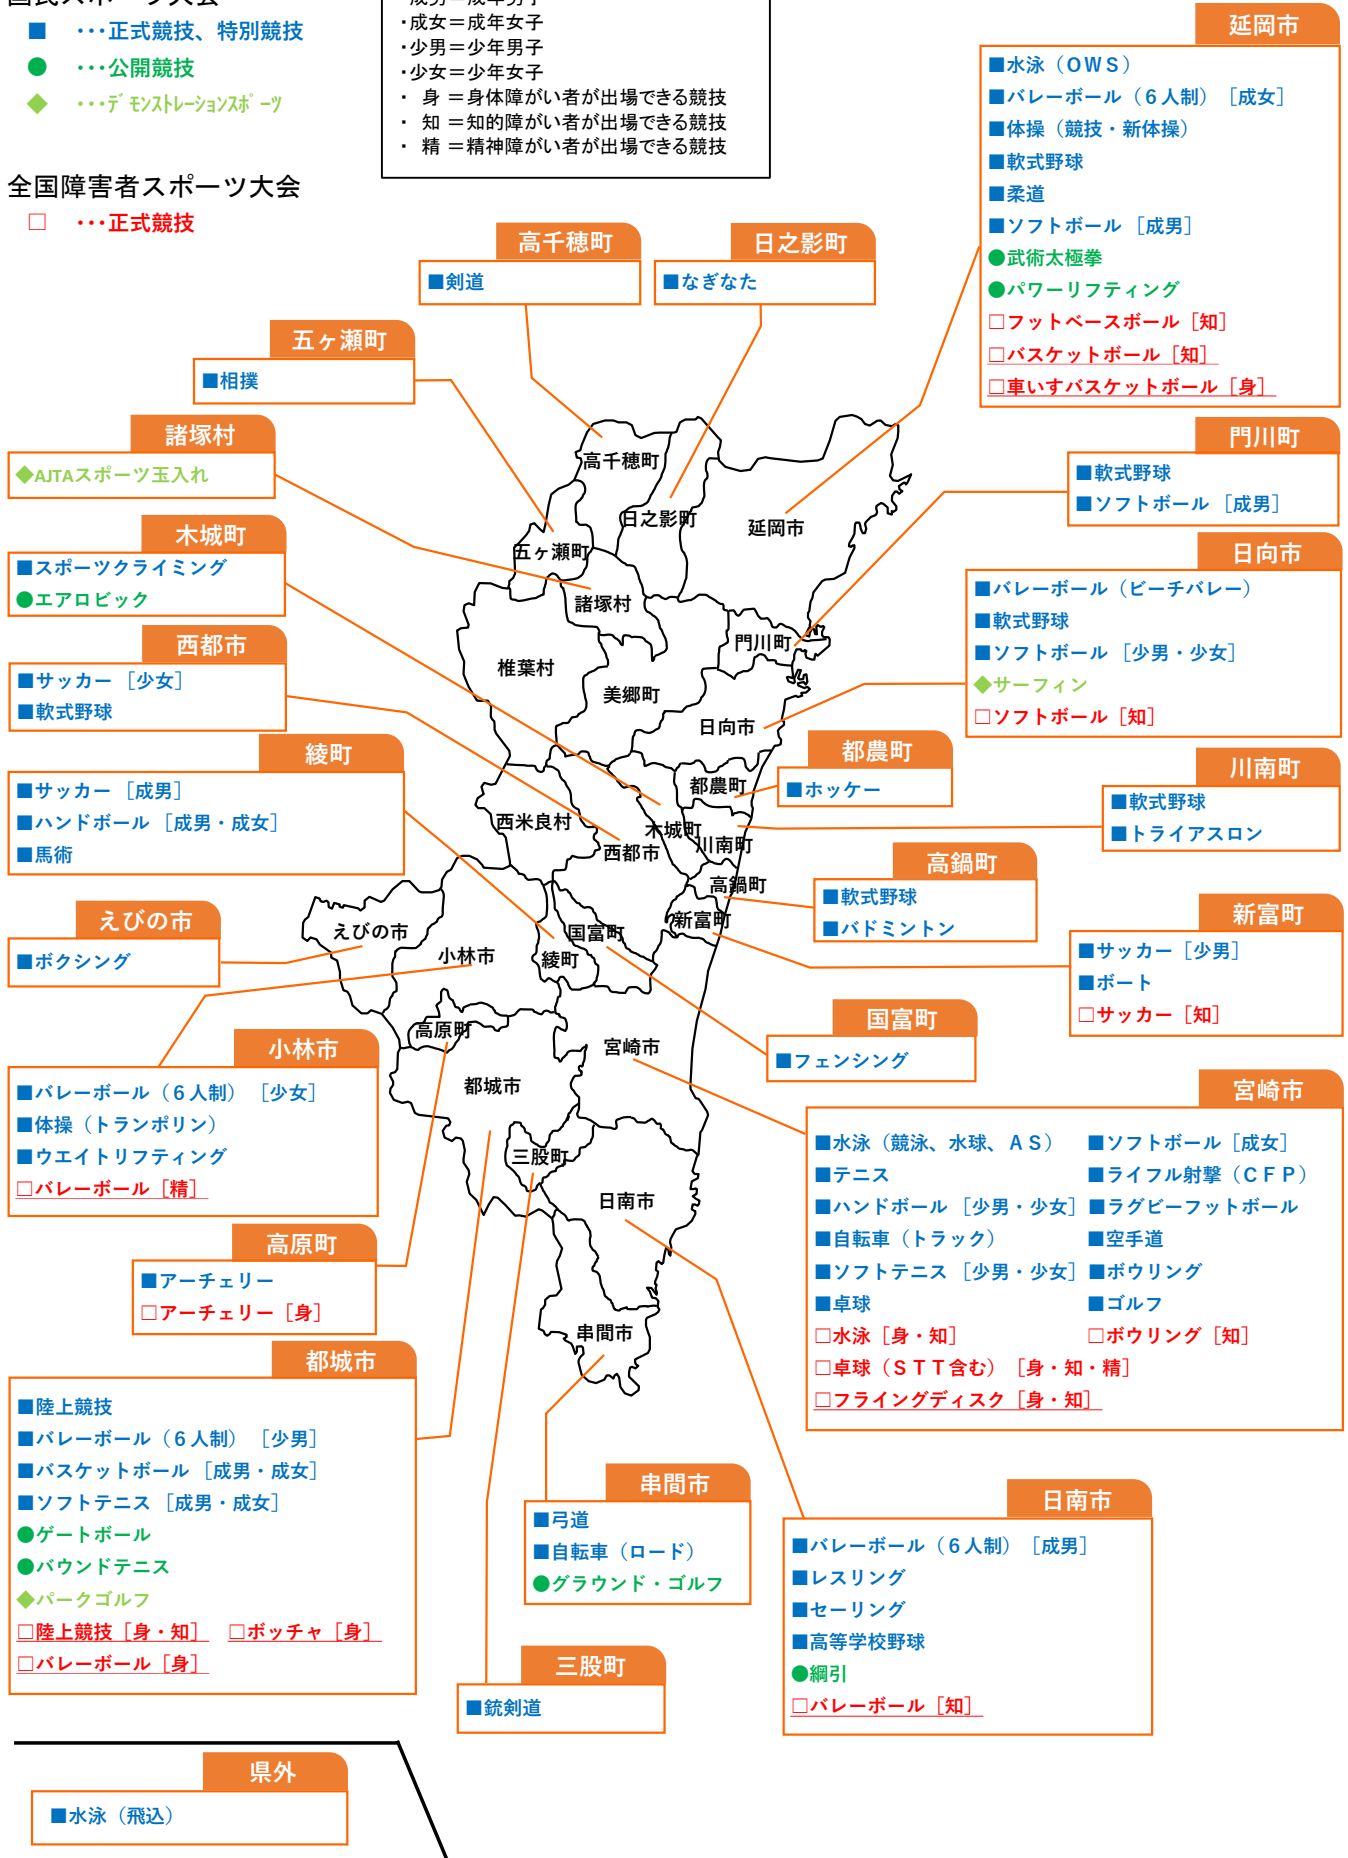 国民スポーツ大会
■ ・・・正式競技、特別競技
● ・・・公開競技
◆ ・・・ﾃﾞﾓﾝｽﾄﾚｰｼｮﾝｽﾎﾟｰﾂ
全国障害者スポーツ大会
□ ・・・正式競技
・成男＝成年男子
・成女＝成年女子
・少男＝少年男子
・少女＝少年女子
・ 身 ＝身体障がい者が出場できる競技
・ 知 ＝知的障がい者が出場できる競技
・ 精 ＝精神障がい者が出場できる競技
延岡市
■水泳（OWS）
■バレーボール（６人制）［成女］
■体操（競技・新体操）
■軟式野球
■柔道
■ソフトボール ［成男］
●武術太極拳
●パワーリフティング
□フットベースボール［知］
□バスケットボール［知］
□車いすバスケットボール［身］
高千穂町
■剣道
日之影町
■なぎなた
五ヶ瀬町
■相撲
諸塚村
◆AJTAスポーツ玉入れ
木城町
■スポーツクライミング
●エアロビック
西都市
■サッカー ［少女］
■軟式野球
綾町
■サッカー ［成男］
■ハンドボール ［成男・成女］
■馬術
えびの市
■ボクシング
小林市
■バレーボール（６人制） ［少女］
■体操（トランポリン）
■ウエイトリフティング
□バレーボール［精］
高原町
■アーチェリー
□アーチェリー［身］
都城市
■陸上競技
■バレーボール（６人制） ［少男］
■バスケットボール ［成男・成女］
■ソフトテニス ［成男・成女］
●ゲートボール
●バウンドテニス
◆パークゴルフ
□陸上競技［身・知］ □ボッチャ［身］
□バレーボール［身］
門川町
■軟式野球
■ソフトボール ［成男］
日向市
■バレーボール（ビーチバレー）
■軟式野球
■ソフトボール ［少男・少女］
◆サーフィン
□ソフトボール［知］
都農町
■ホッケー
川南町
■軟式野球
■トライアスロン
高鍋町
■軟式野球
■バドミントン
新富町
■サッカー［少男］
■ボート
□サッカー［知］
国富町
■フェンシング
宮崎市
■水泳（競泳、水球、ＡＳ） ■ソフトボール［成女］
■テニス ■ライフル射撃（ＣＦＰ）
■ハンドボール ［少男・少女］ ■ラグビーフットボール
■自転車（トラック） ■空手道
■ソフトテニス ［少男・少女］ ■ボウリング
■卓球 ■ゴルフ
□水泳［身・知］ □ボウリング［知］
□卓球（ＳＴＴ含む）［身・知・精］
□フライングディスク［身・知］
串間市
■弓道
■自転車（ロード）
●グラウンド・ゴルフ
日南市
■バレーボール（６人制）［成男］
■レスリング
■セーリング
■高等学校野球
●綱引
□バレーボール［知］
三股町
■銃剣道
県外
■水泳（飛込）
高千穂町
日之影町
延岡市
五ヶ瀬町
諸塚村
門川町
椎葉村
美郷町
日向市
都農町
西米良村
木城町
川南町
西都市
高鍋町
新富町
えびの市
国富町
小林市
綾町
高原町
宮崎市
都城市
三股町
日南市
串間市